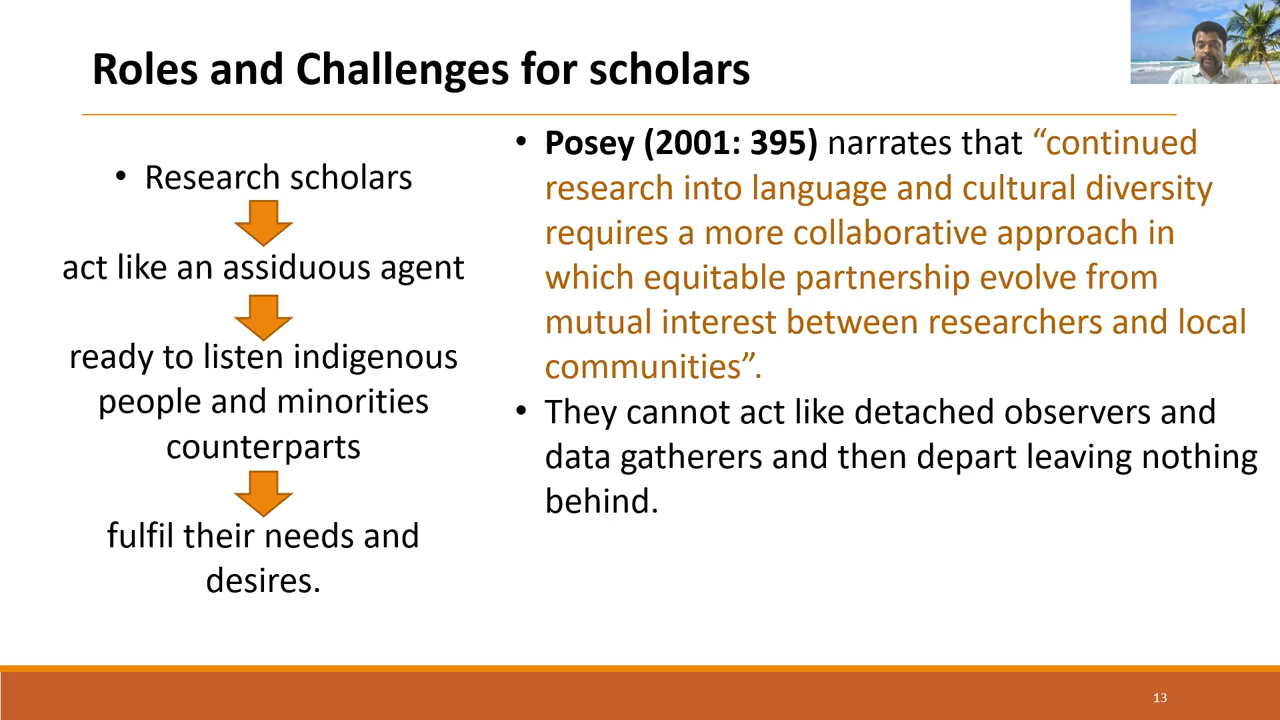 Roles and Challenges for scholars
• Research scholars
act like an assiduous agent
ready to listen indigenous
people and minorities
counterparts
fulfil their needs and
desires.
• Posey (2001: 395) narrates that “continued
research into language and cultural diversity
requires a more collaborative approach in
which equitable partnership evolve from
mutual interest between researchers and local
communities”.
• They cannot act like detached observers and
data gatherers and then depart leaving nothing
behind.
13